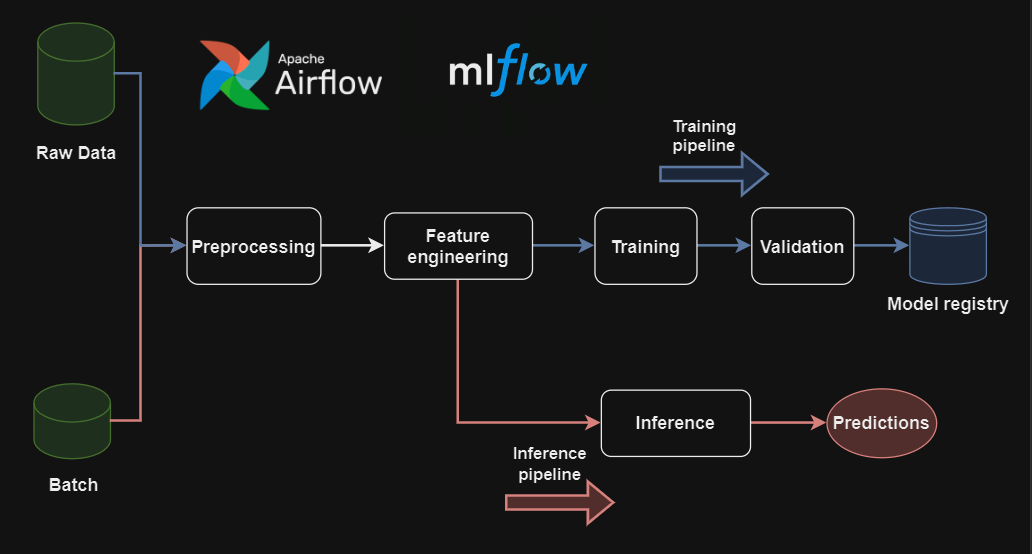 Apache
Airflow
mlflow
Raw Data
Training
pipeline
Preprocessing
Feature
engineering
Training
Validation
Model registry
Batch
Inference
Predictions
Inference
pipeline